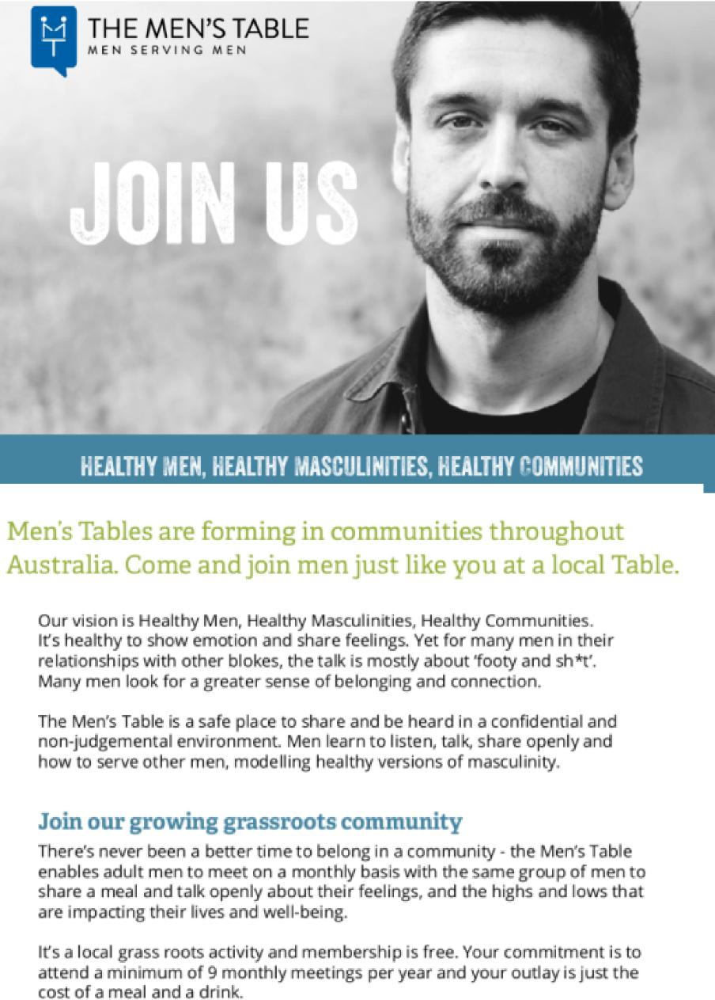 THE MEN'S TABLE
MEN SERVING MEN
JOIN US
HEALTHY MEN, HEALTHY MASCULINITIES, HEALTHY COMMUNITIES
Men's Tables are forming in communities throughout
Australia. Come and join men just like you at a local Table.
Our vision is Healthy Men, Healthy Masculinities, Healthy Communities.
It's healthy to show emotion and share feelings. Yet for many men in their
relationships with other blokes, the talk is mostly about 'footy and sh*t'.
Many men look for a greater sense of belonging and connection.
The Men's Table is a safe place to share and be heard in a confidential and
non-judgemental environment. Men learn to listen, talk, share openly and
how to serve other men, modelling healthy versions of masculinity.
Join our growing grassroots community
There's never been a better time to belong in a community - the Men's Table
enables adult men to meet on a monthly basis with the same group of men to
share a meal and talk openly about their feelings, and the highs and lows that
are impacting their lives and well-being.
It's a local grass roots activity and membership is free. Your commitment is to
attend a minimum of 9 monthly meetings per year and your outlay is just the
cost of a meal and a drink.